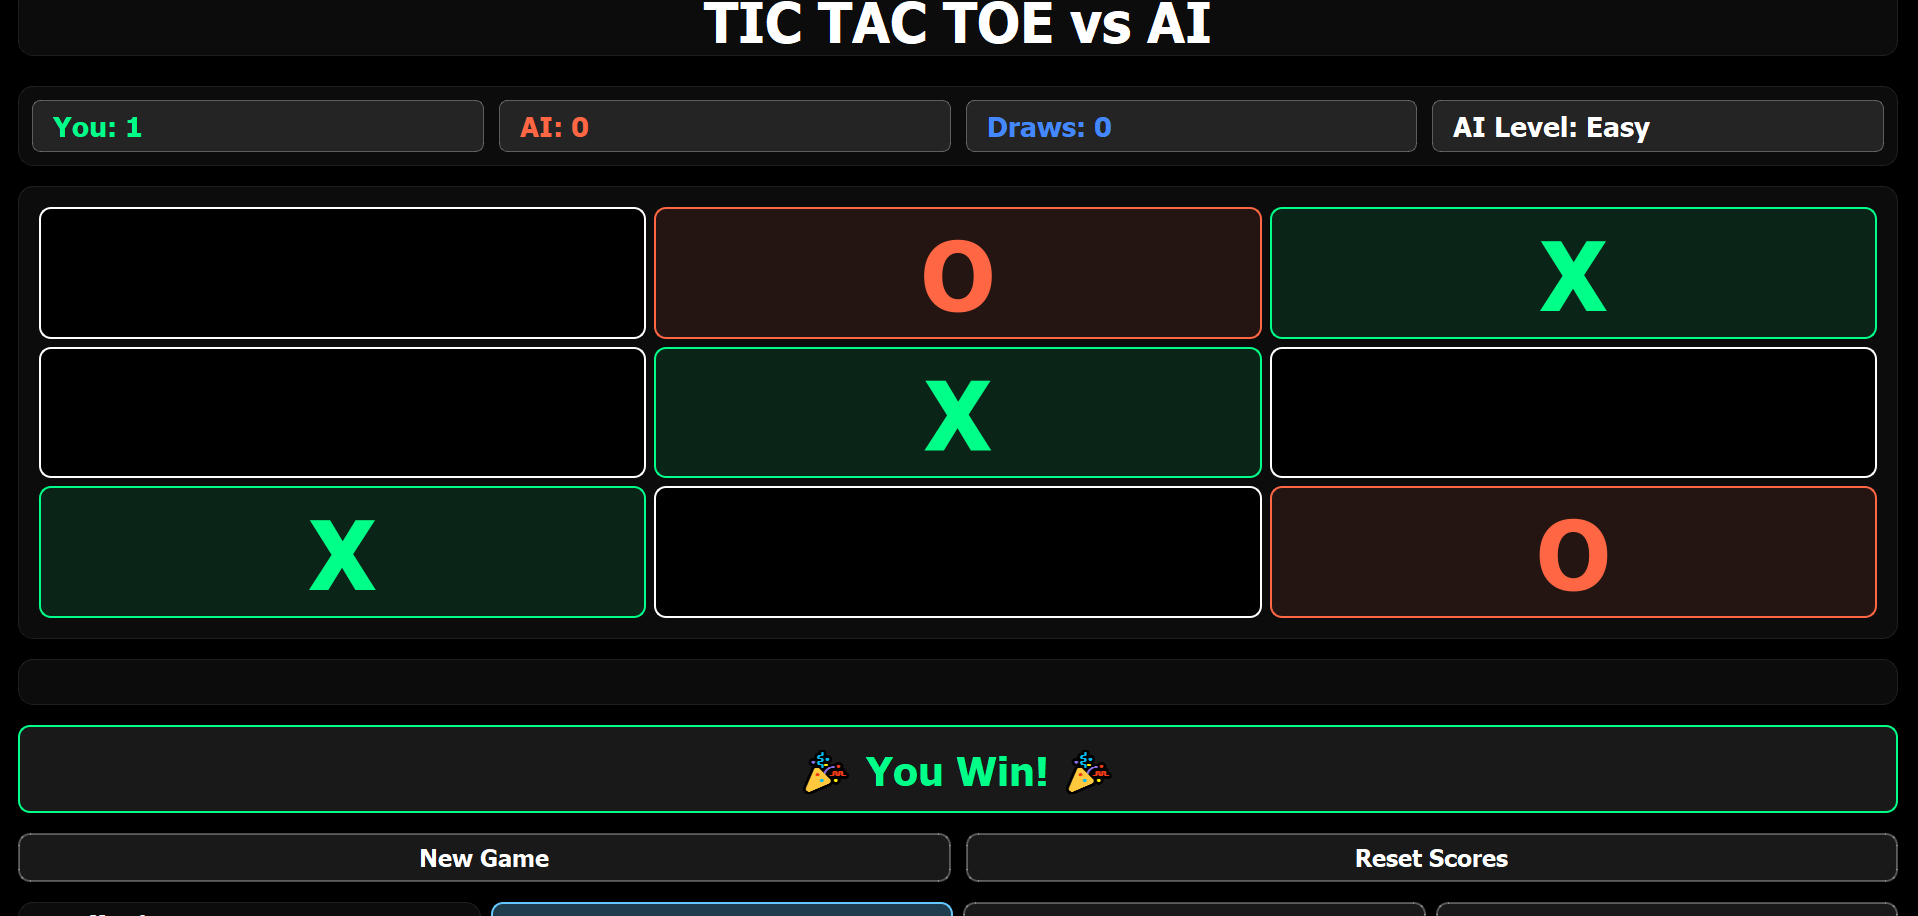 TIC TAC TOE vs AI
You: 1
AI: 0
Draws: 0
AI Level: Easy
O X
X
X O
🎉 You Win! 🎉
New Game
Reset Scores